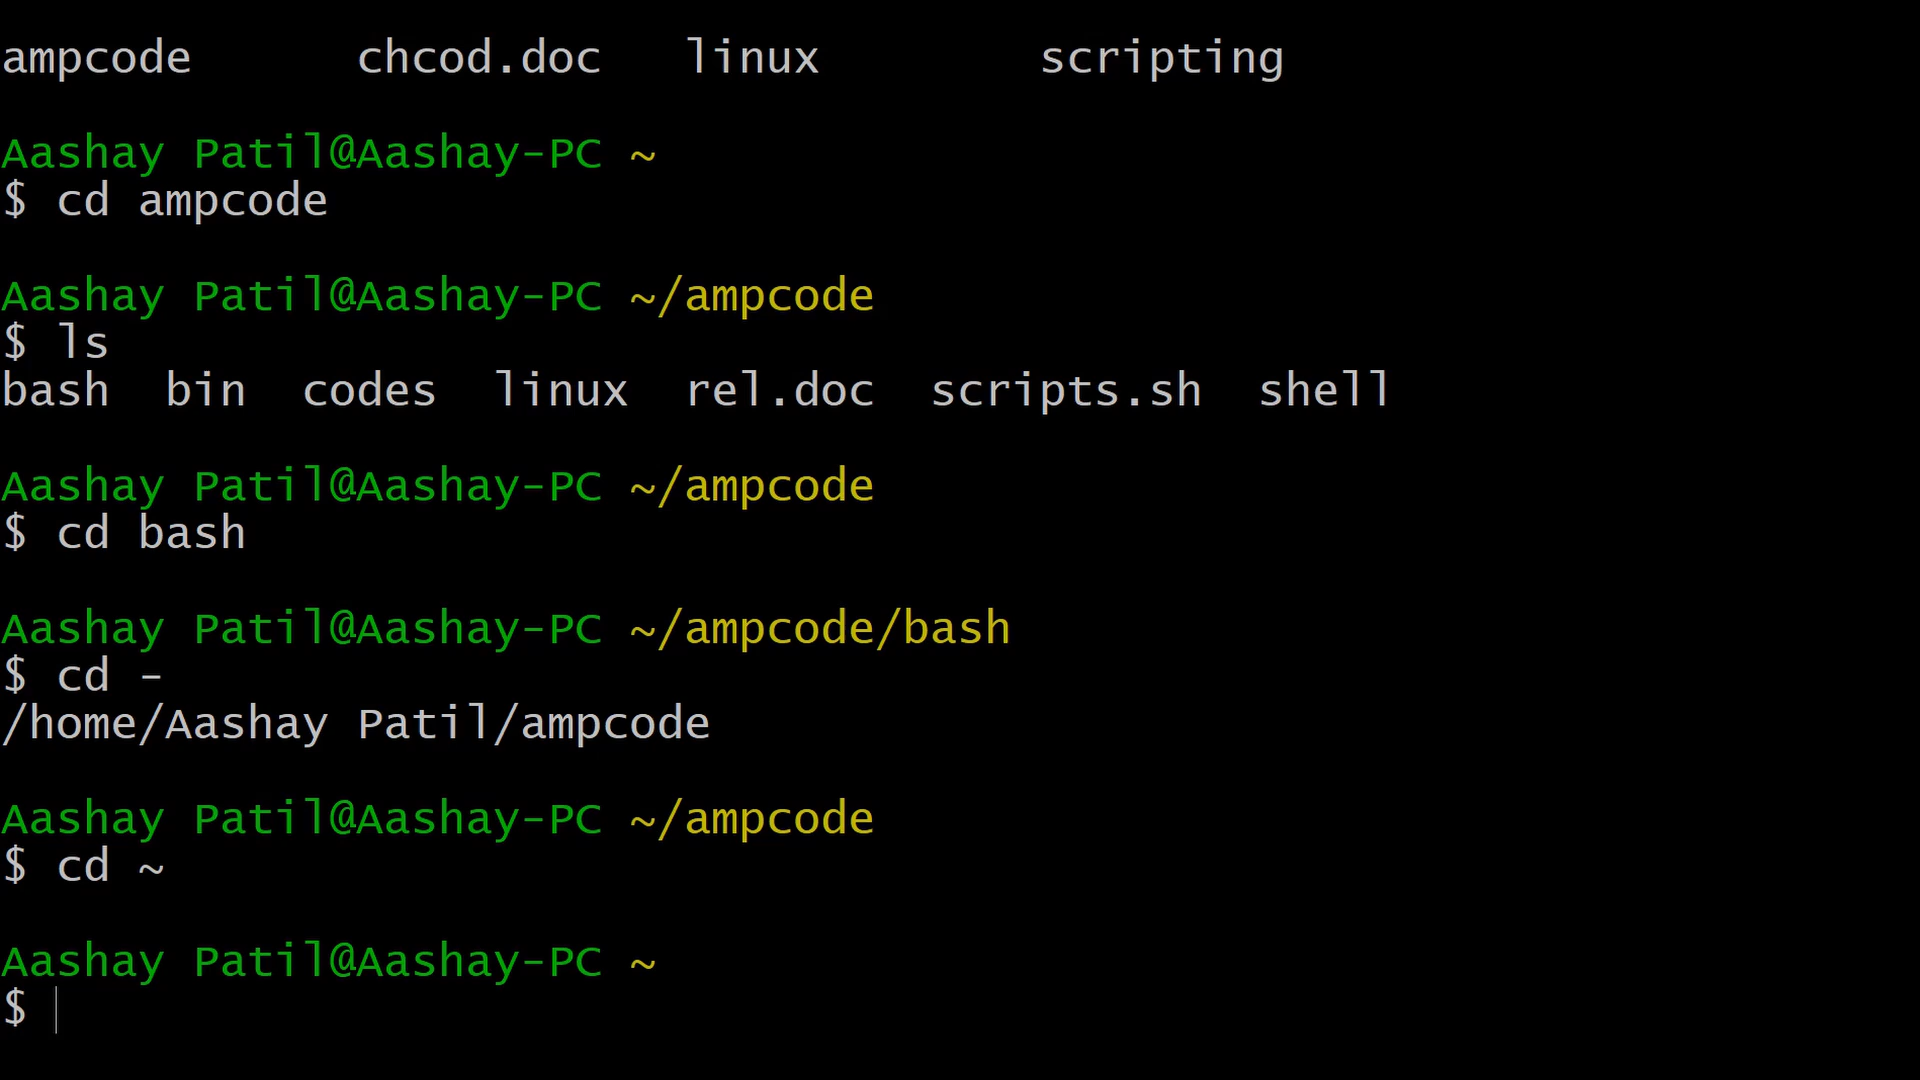 ampcode      chcod.doc   linux        scripting
Aashay Patil@Aashay-PC ~
$ cd ampcode
Aashay Patil@Aashay-PC ~/ampcode
$ ls
bash  bin  codes  linux  rel.doc  scripts.sh  shell
Aashay Patil@Aashay-PC ~/ampcode
$ cd bash
Aashay Patil@Aashay-PC ~/ampcode/bash
$ cd -
/home/Aashay Patil/ampcode
Aashay Patil@Aashay-PC ~/ampcode
$ cd ~
Aashay Patil@Aashay-PC ~
$